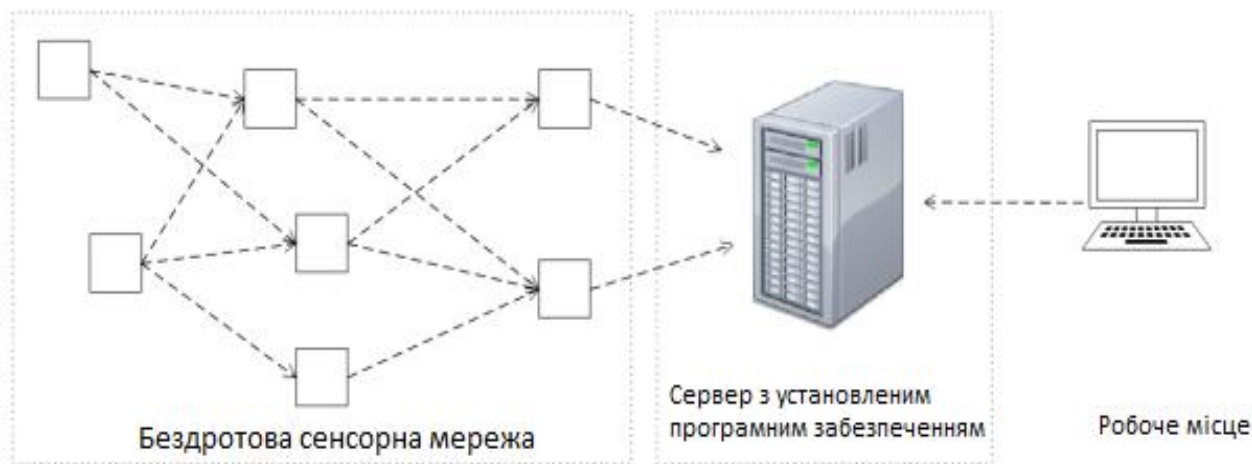 Бездротова сенсорна мережа
Сервер з установленим
програмним забезпеченням
Робоче місце